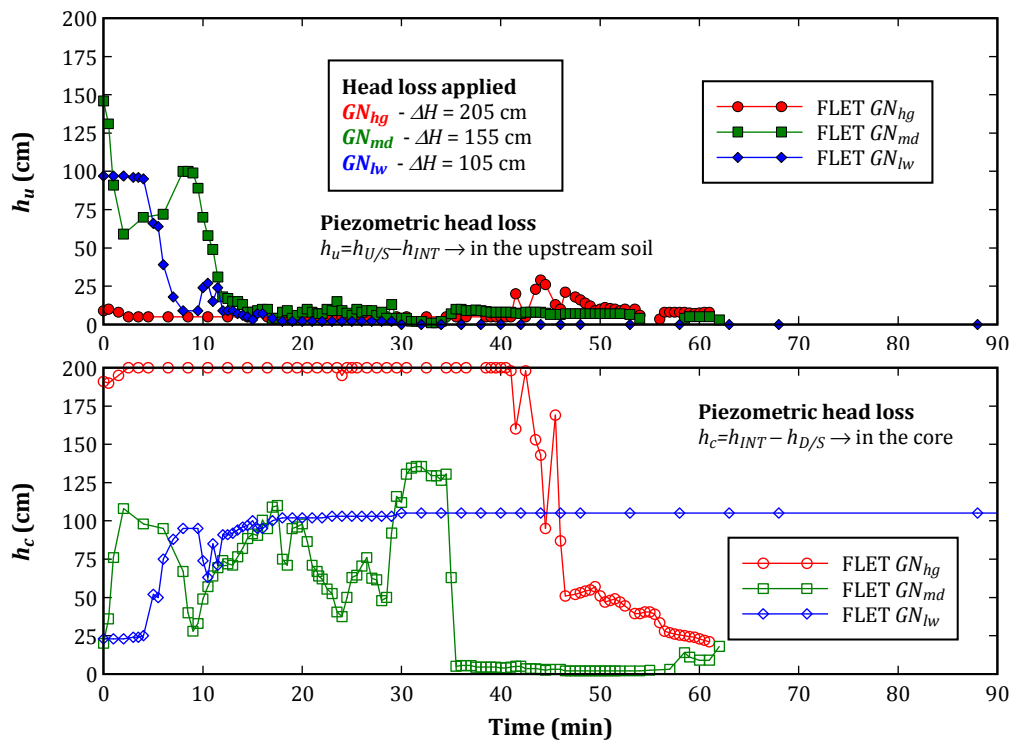 200
175
150
125
100
75
50
25
0
h_u (cm)
Head loss applied
GN_hg - ΔH = 205 cm
GN_md - ΔH = 155 cm
GN_lw - ΔH = 105 cm
FLET GN_hg
FLET GN_md
FLET GN_lw
Piezometric head loss
h_u=h_U/S−h_INT → in the upstream soil
0 10 20 30 40 50 60 70 80 90
200
175
150
125
100
75
50
25
0
h_c (cm)
Piezometric head loss
h_c=h_INT − h_D/S → in the core
FLET GN_hg
FLET GN_md
FLET GN_lw
0 10 20 30 40 50 60 70 80 90
Time (min)